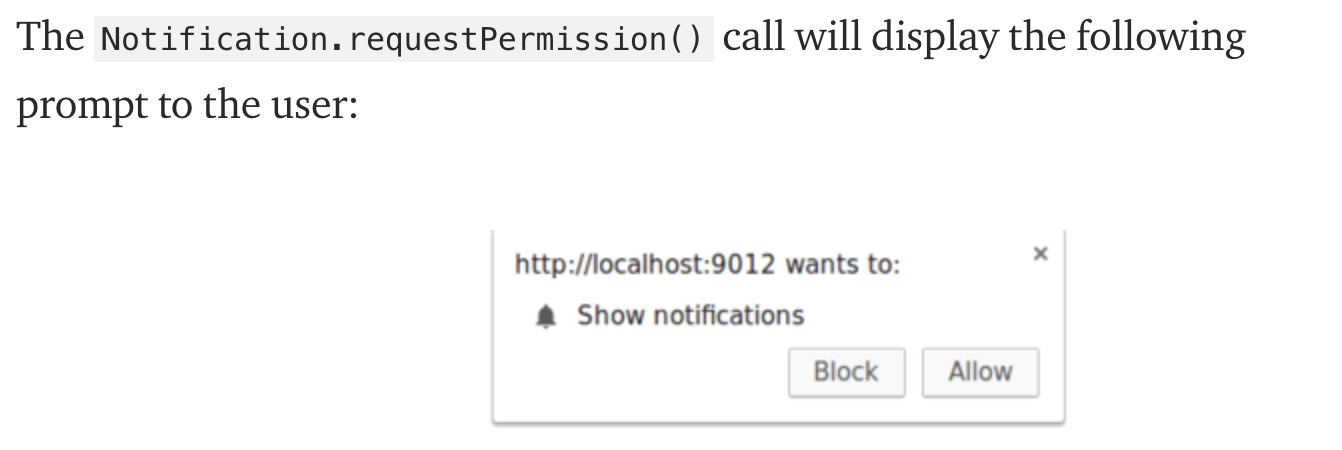 The Notification.requestPermission() call will display the following
prompt to the user:
http://localhost:9012 wants to: ×
Show notifications
Block Allow